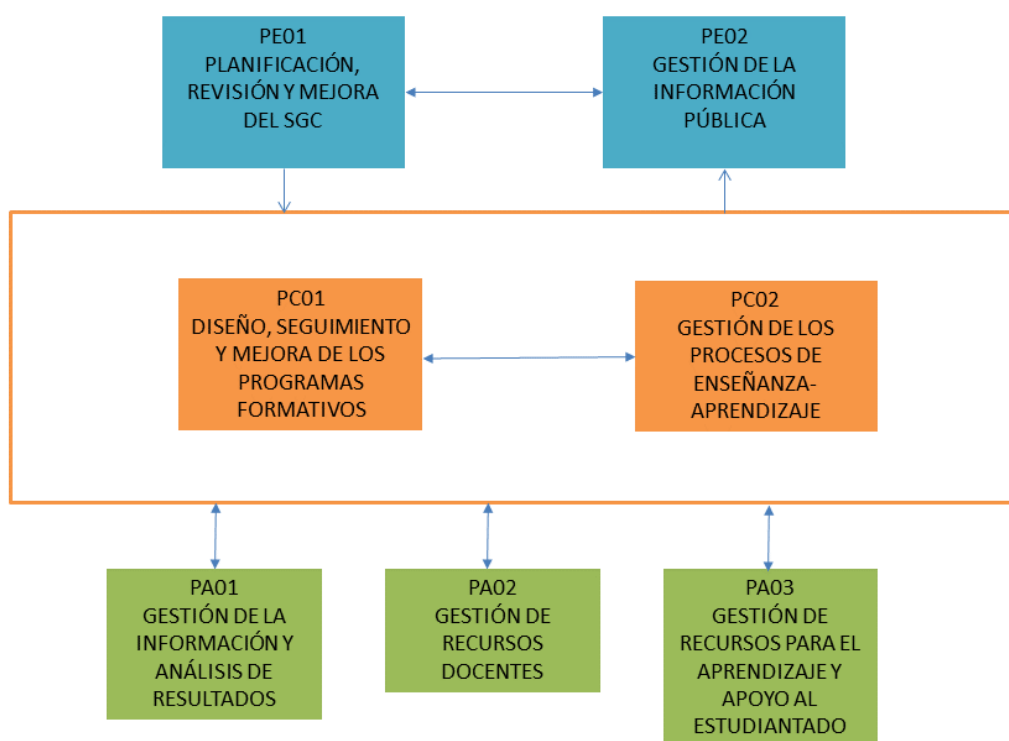 PE01
PLANIFICACIÓN,
REVISIÓN Y MEJORA
DEL SGC
PE02
GESTIÓN DE LA
INFORMACIÓN
PÚBLICA
PC01
DISEÑO, SEGUIMIENTO
Y MEJORA DE LOS
PROGRAMAS
FORMATIVOS
PC02
GESTIÓN DE LOS
PROCESOS DE
ENSEÑANZA-
APRENDIZAJE
PA01
GESTIÓN DE LA
INFORMACIÓN Y
ANÁLISIS DE
RESULTADOS
PA02
GESTIÓN DE
RECURSOS
DOCENTES
PA03
GESTIÓN DE
RECURSOS PARA EL
APRENDIZAJE Y
APOYO AL
ESTUDIANTADO